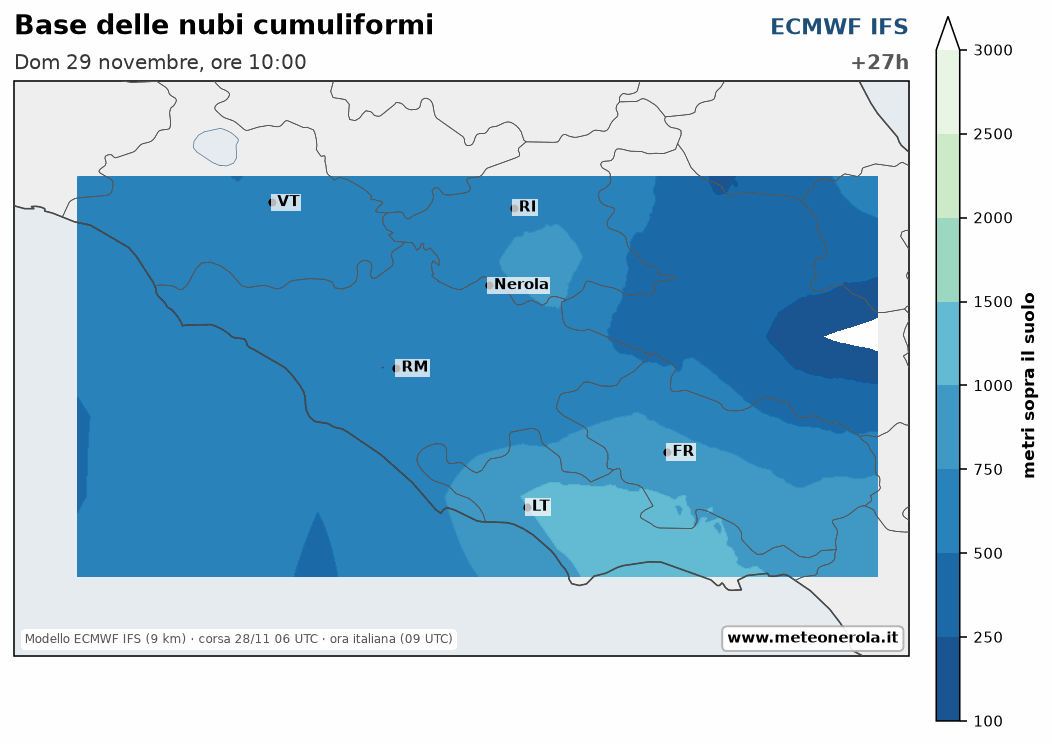 Base delle nubi cumuliformi
ECMWF IFS
Dom 29 novembre, ore 10:00
+27h
VT
RI
Nerola
RM
FR
LT
3000
2500
2000
1500
1000
750
500
250
100
metri sopra il suolo
Modello ECMWF IFS (9 km) · corsa 28/11 06 UTC · ora italiana (09 UTC)
www.meteonerola.it